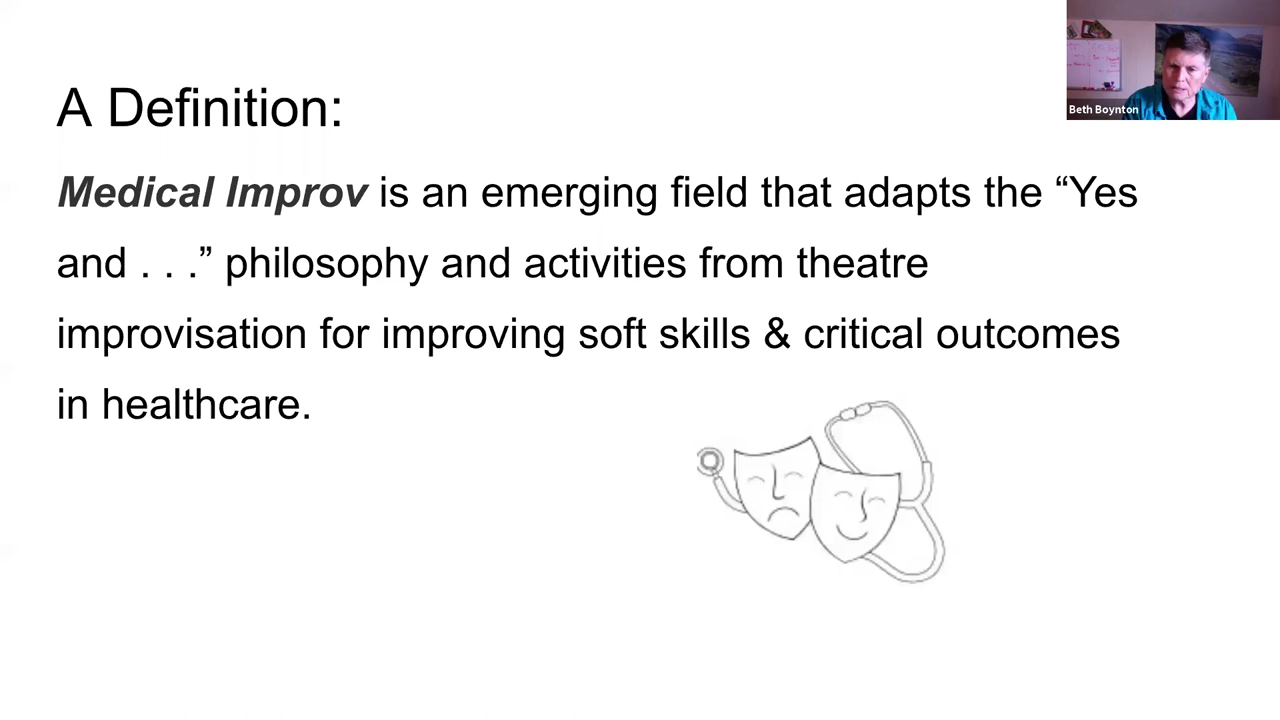 A Definition:
Medical Improv is an emerging field that adapts the “Yes
and . . .” philosophy and activities from theatre
improvisation for improving soft skills & critical outcomes
in healthcare.
Beth Boynton